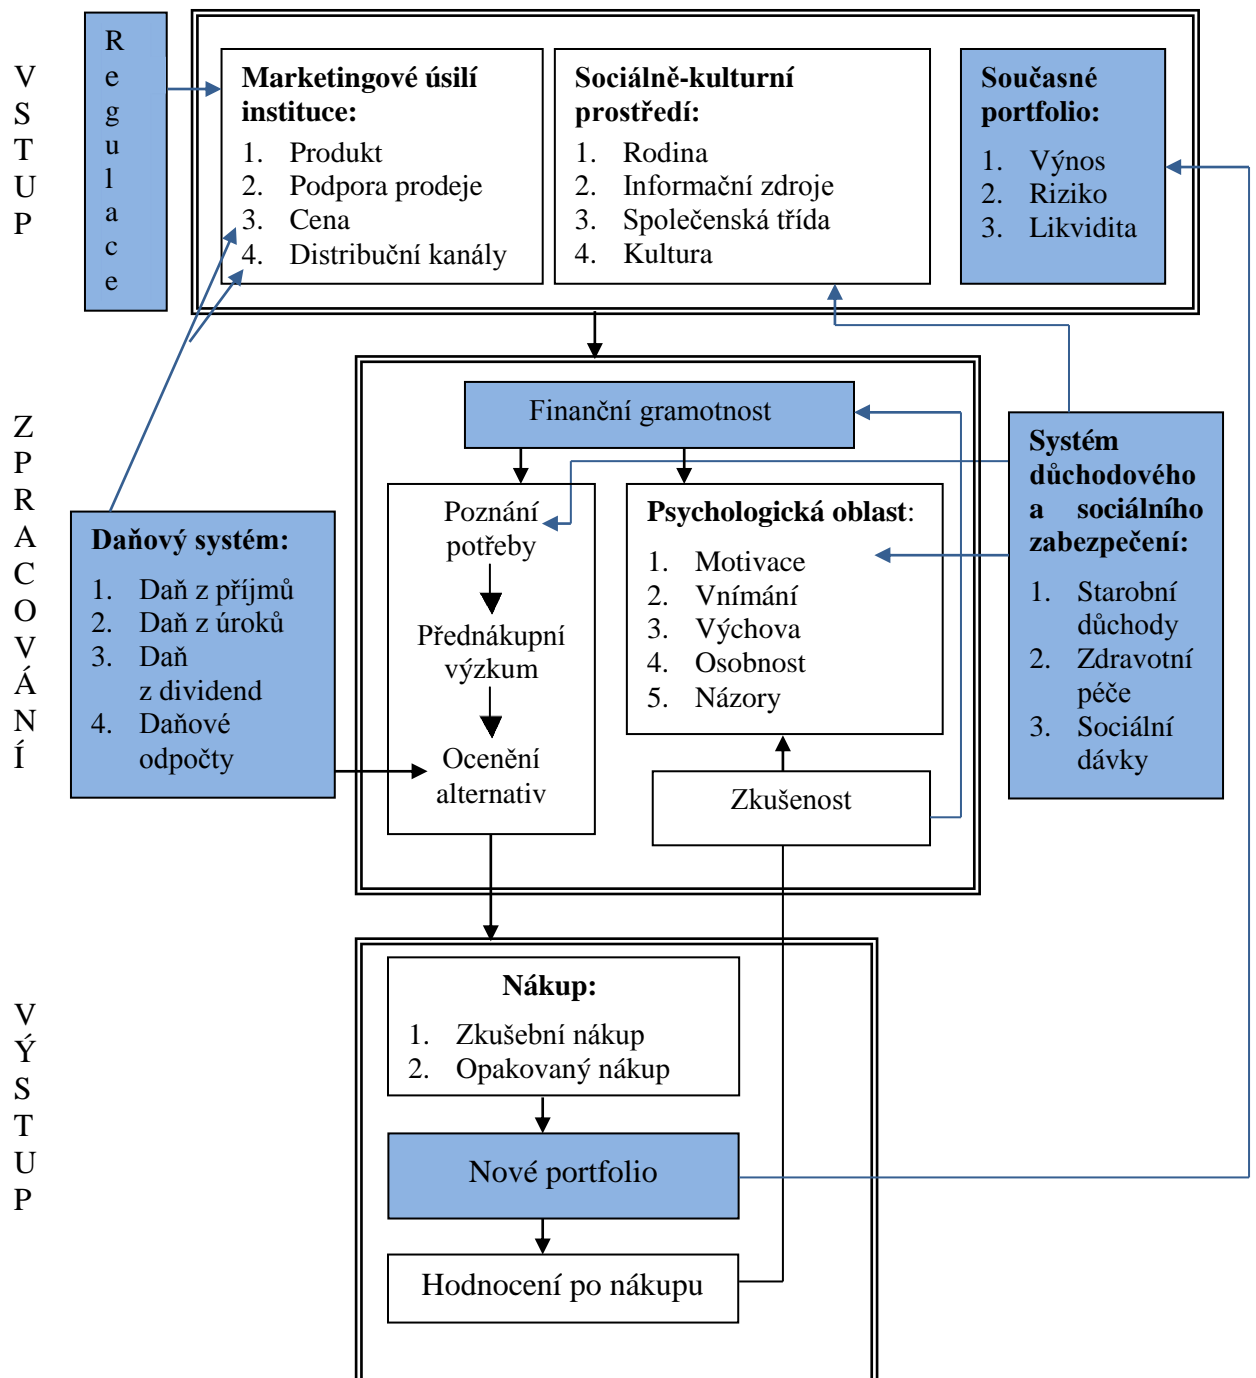 VSTUP
Regulace
Marketingové úsilí
instituce:
1. Produkt
2. Podpora prodeje
3. Cena
4. Distribuční kanály
Sociálně-kulturní
prostředí:
1. Rodina
2. Informační zdroje
3. Společenská třída
4. Kultura
Současné
portfolio:
1. Výnos
2. Riziko
3. Likvidita
ZPRACOVÁNÍ
Finanční gramotnost
Daňový systém:
1. Daň z příjmů
2. Daň z úroků
3. Daň
z dividend
4. Daňové
odpočty
Poznání
potřeby
Přednákupní
výzkum
Ocenění
alternativ
Psychologická oblast:
1. Motivace
2. Vnímání
3. Výchova
4. Osobnost
5. Názory
Zkušenost
Systém
důchodového
a sociálního
zabezpečení:
1. Starobní
důchody
2. Zdravotní
péče
3. Sociální
dávky
VÝSTUP
Nákup:
1. Zkušební nákup
2. Opakovaný nákup
Nové portfolio
Hodnocení po nákupu